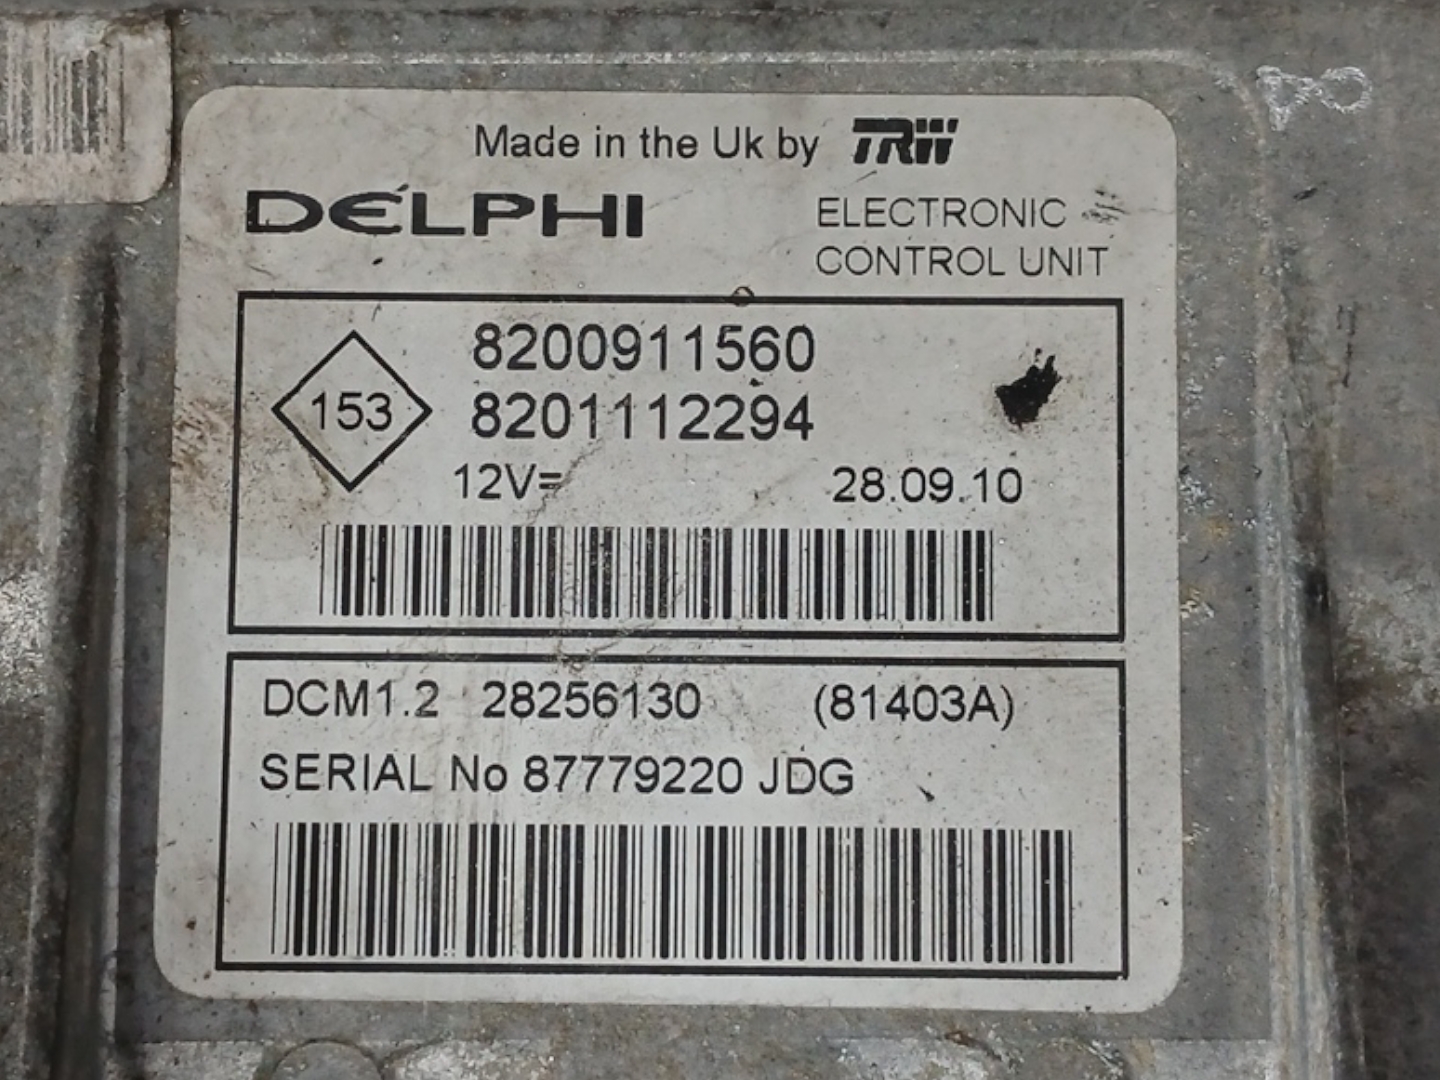 Made in the Uk by TRW
DELPHI
ELECTRONIC
CONTROL UNIT
8200911560
153
8201112294
12V=
28.09.10
DCM1.2 28256130 (81403A)
SERIAL No 87779220 JDG